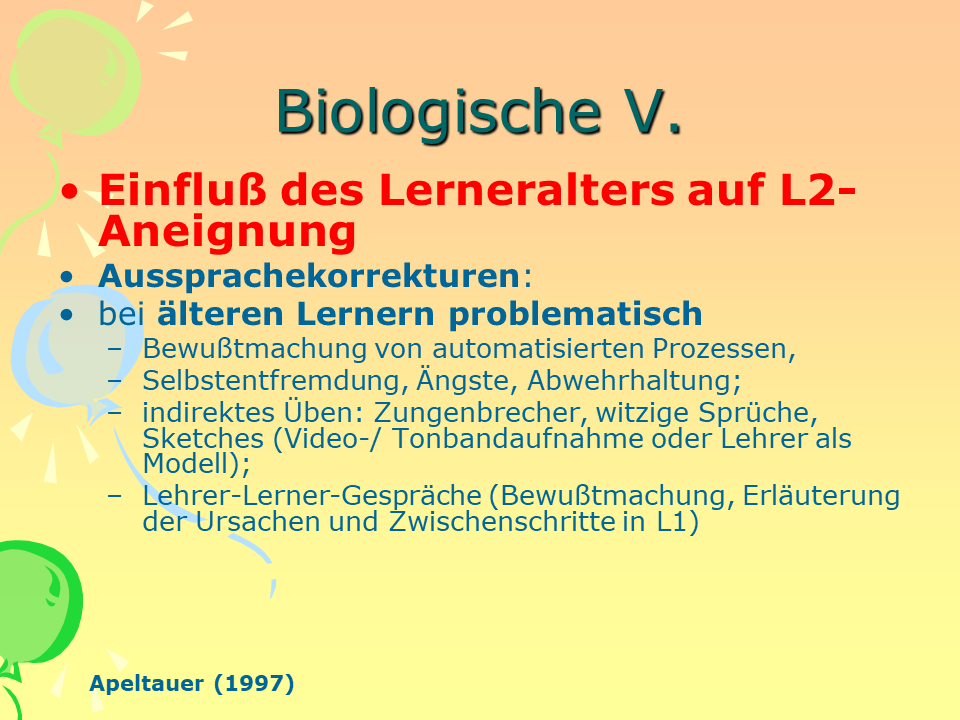 Biologische V.
• Einfluß des Lerneralters auf L2-
Aneignung
• Aussprachekorrekturen:
• bei älteren Lernern problematisch
– Bewußtmachung von automatisierten Prozessen,
– Selbstentfremdung, Ängste, Abwehrhaltung;
– indirektes Üben: Zungenbrecher, witzige Sprüche,
Sketches (Video-/ Tonbandaufnahme oder Lehrer als
Modell);
– Lehrer-Lerner-Gespräche (Bewußtmachung, Erläuterung
der Ursachen und Zwischenschritte in L1)
Apeltauer (1997)